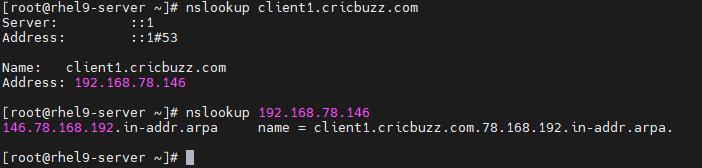 [root@rhel9-server ~]# nslookup client1.cricbuzz.com
Server:         ::1
Address:        ::1#53

Name:   client1.cricbuzz.com
Address: 192.168.78.146

[root@rhel9-server ~]# nslookup 192.168.78.146
146.78.168.192.in-addr.arpa     name = client1.cricbuzz.com.78.168.192.in-addr.arpa.

[root@rhel9-server ~]#